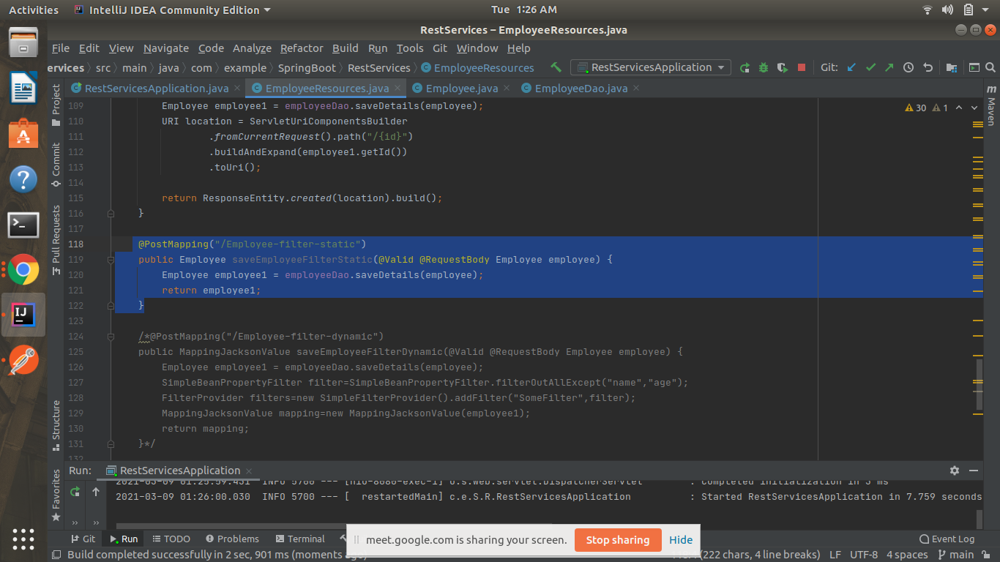 Activities IntelliJ IDEA Community Edition Tue 1:26 AM
RestServices – EmployeeResources.java
File Edit View Navigate Code Analyze Refactor Build Run Tools Git Window Help
ervices src main java com example SpringBoot RestServices EmployeeResources RestServicesApplication Git:
RestServicesApplication.java EmployeeResources.java Employee.java EmployeeDao.java
Project
Commit
Pull Requests
Structure
Favorites
Maven
30 1
109 Employee employee1 = employeeDao.saveDetails(employee);
110 URI location = ServletUriComponentsBuilder
111 .fromCurrentRequest().path("/{id}")
112 .buildAndExpand(employee1.getId())
113 .toUri();
114
115 return ResponseEntity.created(location).build();
116 }
117
118 @PostMapping("/Employee-filter-static")
119 public Employee saveEmployeeFilterStatic(@Valid @RequestBody Employee employee) {
120 Employee employee1 = employeeDao.saveDetails(employee);
121 return employee1;
122 }
123
124 /*@PostMapping("/Employee-filter-dynamic")
125 public MappingJacksonValue saveEmployeeFilterDynamic(@Valid @RequestBody Employee employee) {
126 Employee employee1 = employeeDao.saveDetails(employee);
127 SimpleBeanPropertyFilter filter=SimpleBeanPropertyFilter.filterOutAllExcept("name","age");
128 FilterProvider filters=new SimpleFilterProvider().addFilter("SomeFilter",filter);
129 MappingJacksonValue mapping=new MappingJacksonValue(employee1);
130 return mapping;
131 }*/
132
Run: RestServicesApplication
2021-03-09 01:25:59.431 INFO 5700 --- [nio-8080-exec-1] o.s.web.servlet.DispatcherServlet : Completed initialization in 3 ms
2021-03-09 01:26:00.030 INFO 5700 --- [ restartedMain] c.e.S.R.RestServicesApplication : Started RestServicesApplication in 7.759 seconds
Git Run TODO Problems Terminal Event Log
meet.google.com is sharing your screen. Stop sharing Hide
Build completed successfully in 2 sec, 901 ms (moments ago) (222 chars, 4 line breaks) LF UTF-8 4 spaces main